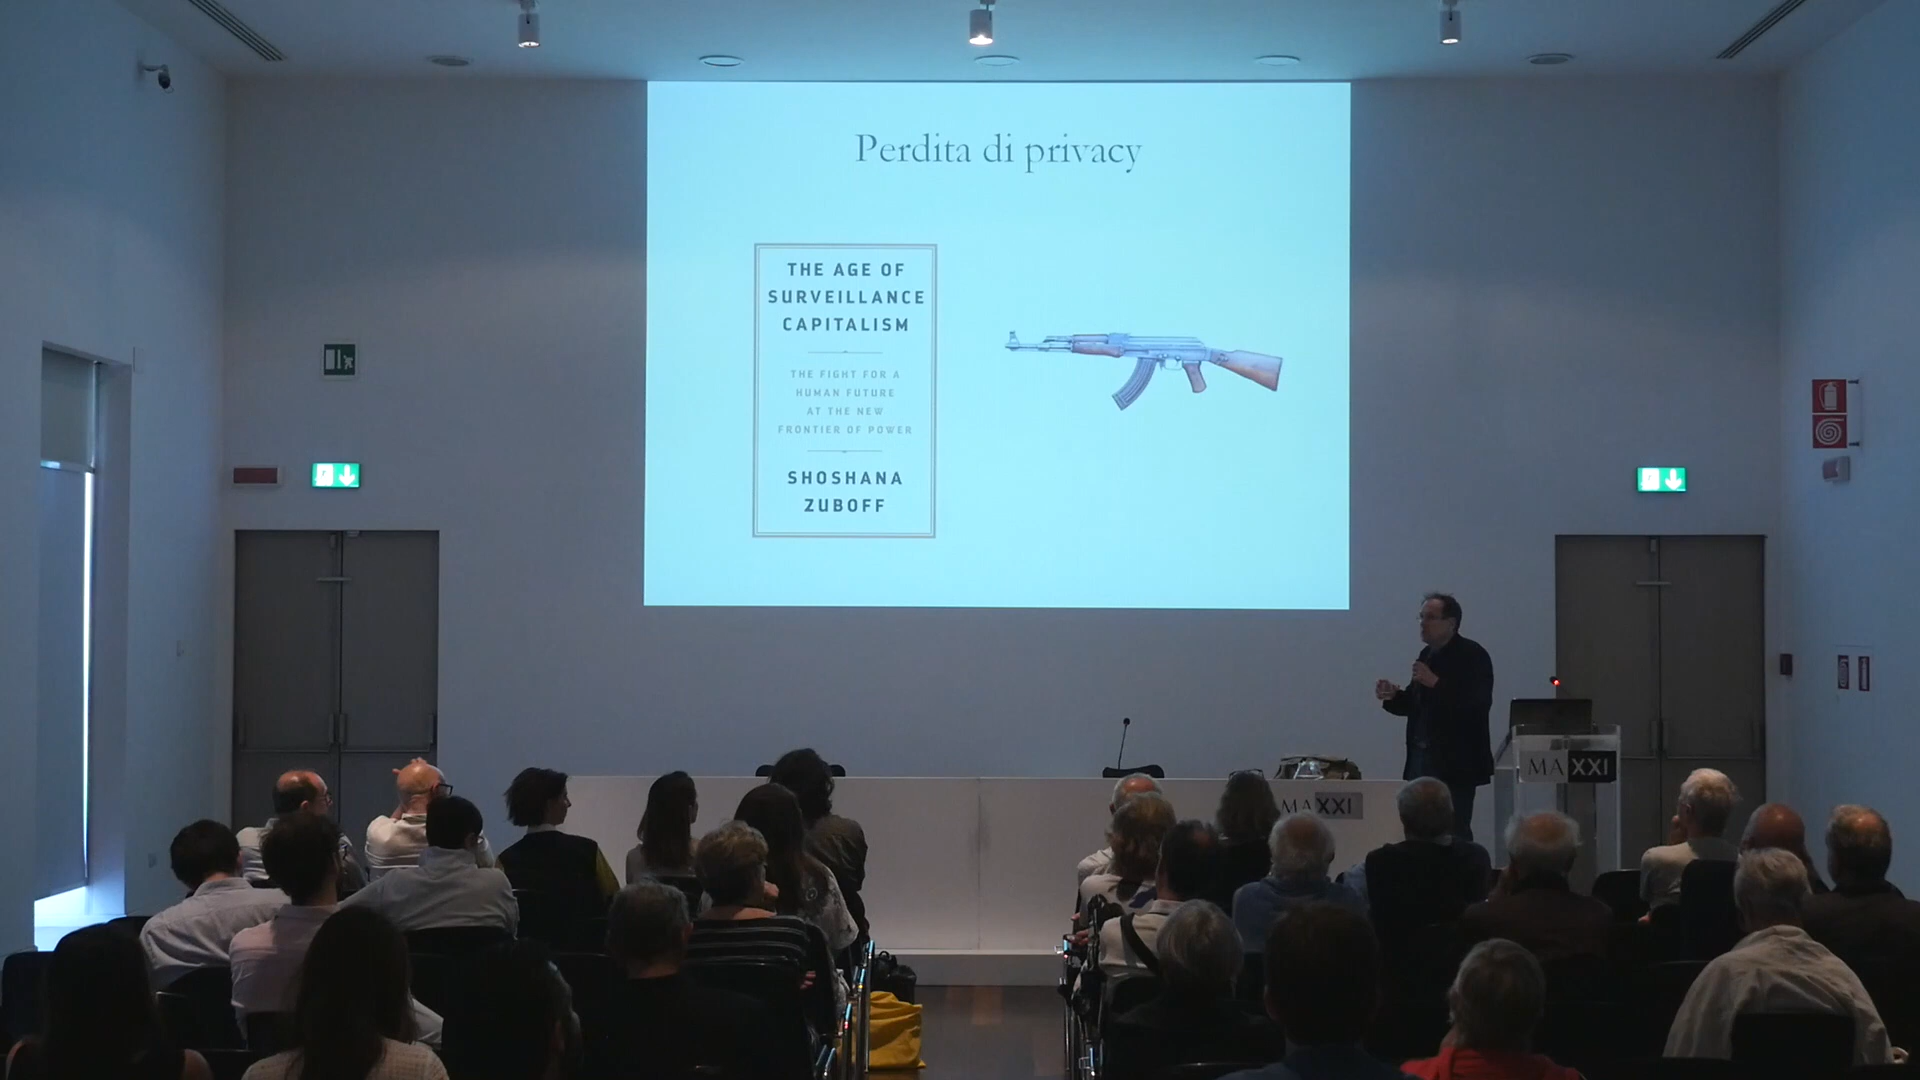 Perdita di privacy
THE AGE OF
SURVEILLANCE
CAPITALISM
THE FIGHT FOR A
HUMAN FUTURE
AT THE NEW
FRONTIER OF POWER
SHOSHANA
ZUBOFF
MAXXI
MAXXI